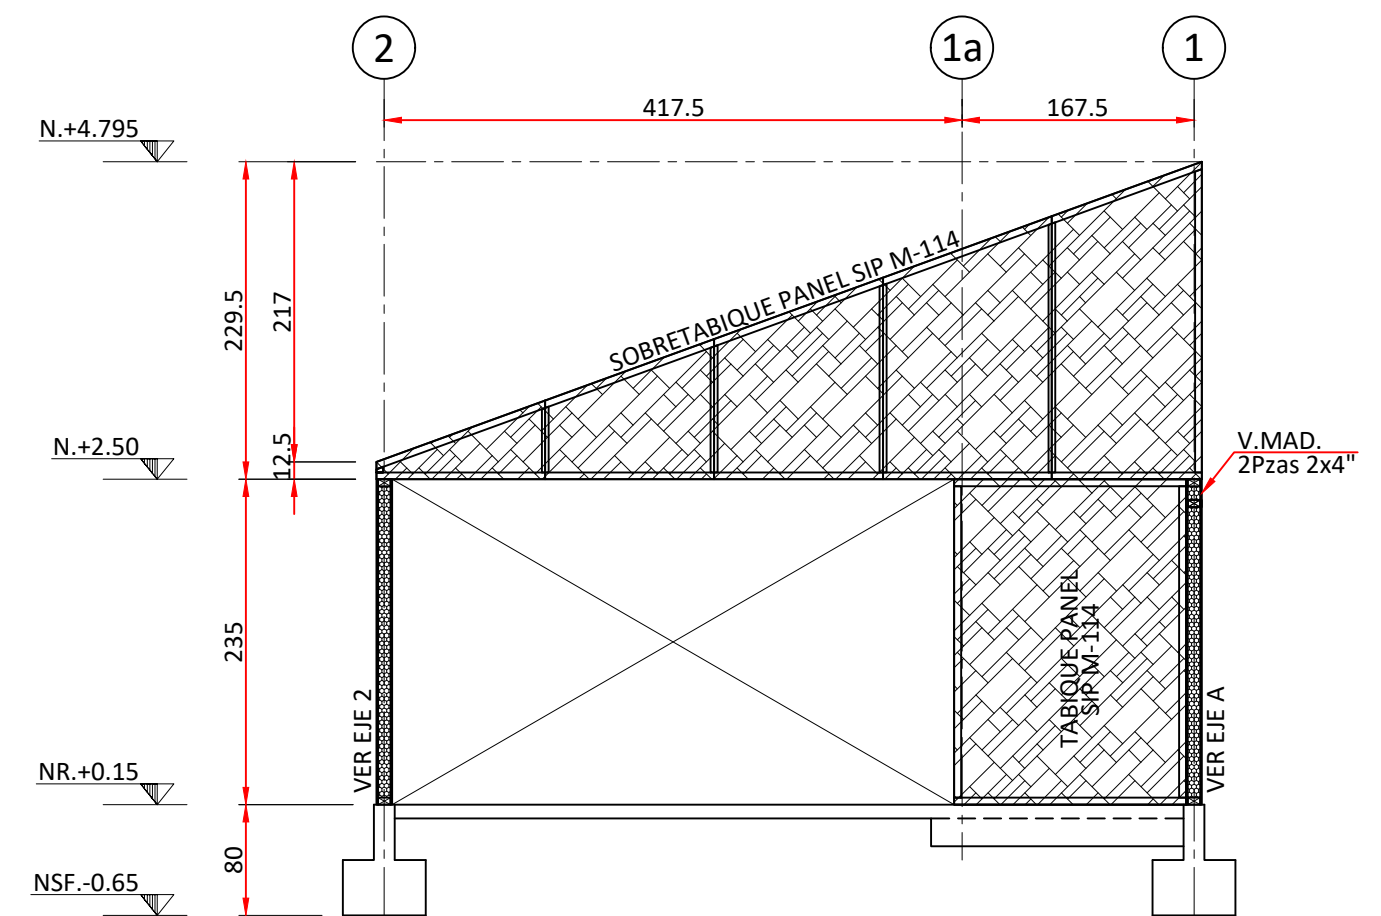 2
1a
1
417.5
167.5
N.+4.795
229.5
217
SOBRETABIQUE PANEL SIP M-114
N.+2.50
12.5
V.MAD.
2Pzas 2x4"
235
TABIQUE PANEL
SIP M-114
VER EJE 2
VER EJE A
NR.+0.15
80
NSF.-0.65